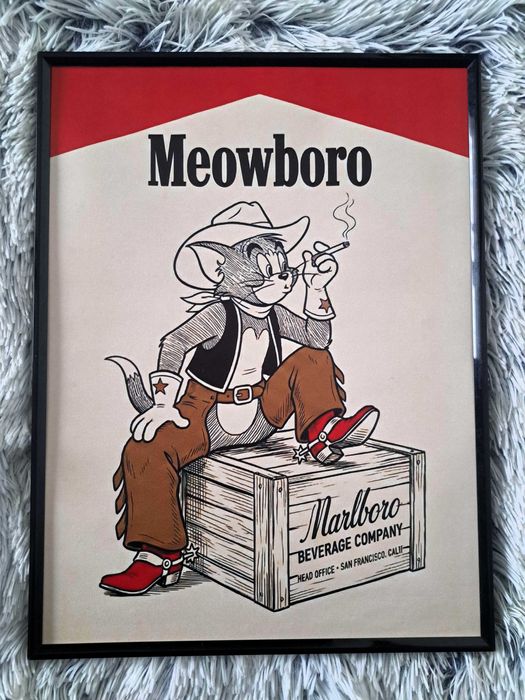 Meowboro
Marlboro
BEVERAGE COMPANY
HEAD OFFICE • SAN FRANCISCO, CALIF